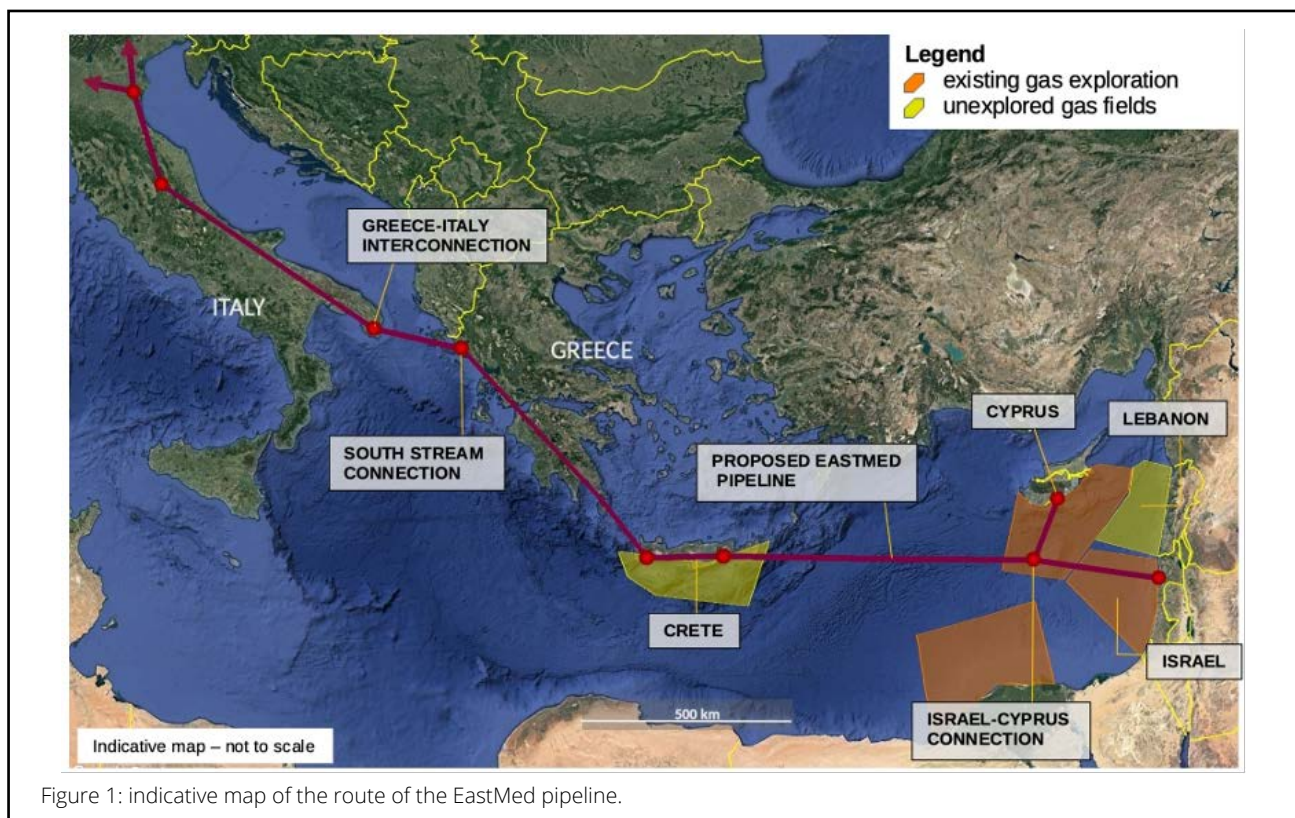 Legend
existing gas exploration
unexplored gas fields
GREECE-ITALY
INTERCONNECTION
ITALY
GREECE
CYPRUS
LEBANON
SOUTH STREAM
CONNECTION
PROPOSED EASTMED
PIPELINE
CRETE
ISRAEL
500 km
ISRAEL-CYPRUS
CONNECTION
Indicative map – not to scale
Figure 1: indicative map of the route of the EastMed pipeline.